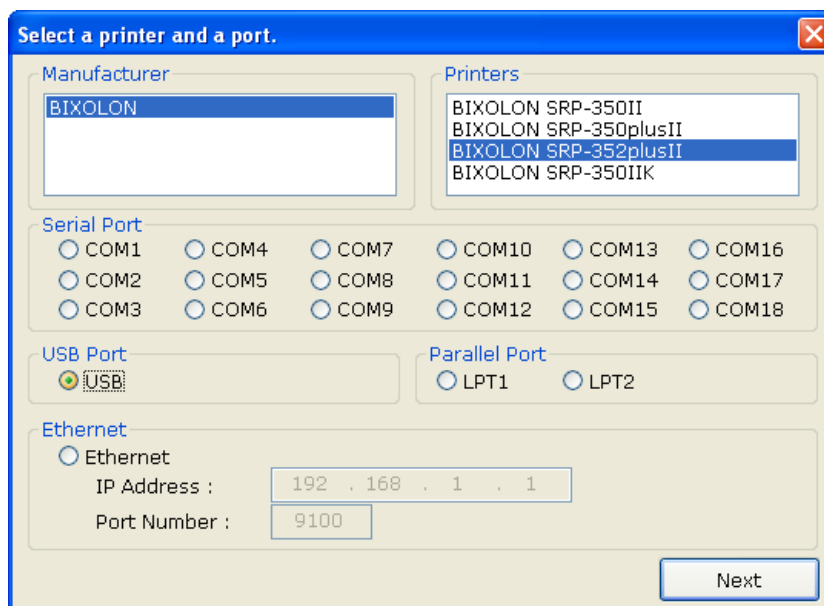 Select a printer and a port.
Manufacturer
BIXOLON
Printers
BIXOLON SRP-350II
BIXOLON SRP-350plusII
BIXOLON SRP-352plusII
BIXOLON SRP-350IIK
Serial Port
COM1 COM4 COM7 COM10 COM13 COM16
COM2 COM5 COM8 COM11 COM14 COM17
COM3 COM6 COM9 COM12 COM15 COM18
USB Port
USB
Parallel Port
LPT1 LPT2
Ethernet
Ethernet
IP Address : 192 . 168 . 1 . 1
Port Number : 9100
Next